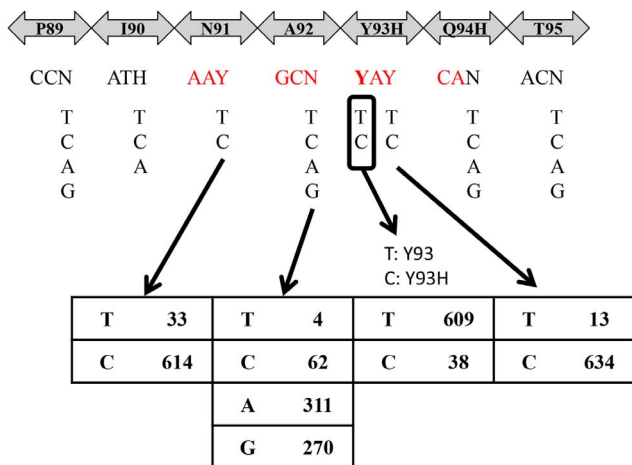 P89 I90 N91 A92 Y93H Q94H T95
CCN ATH AAY GCN YAY CAN ACN
T T T T T T T T
C C C C C C C C
A A A A A
G G G G
T: Y93
C: Y93H
T 33 T 4 T 609 T 13
C 614 C 62 C 38 C 634
A 311
G 270